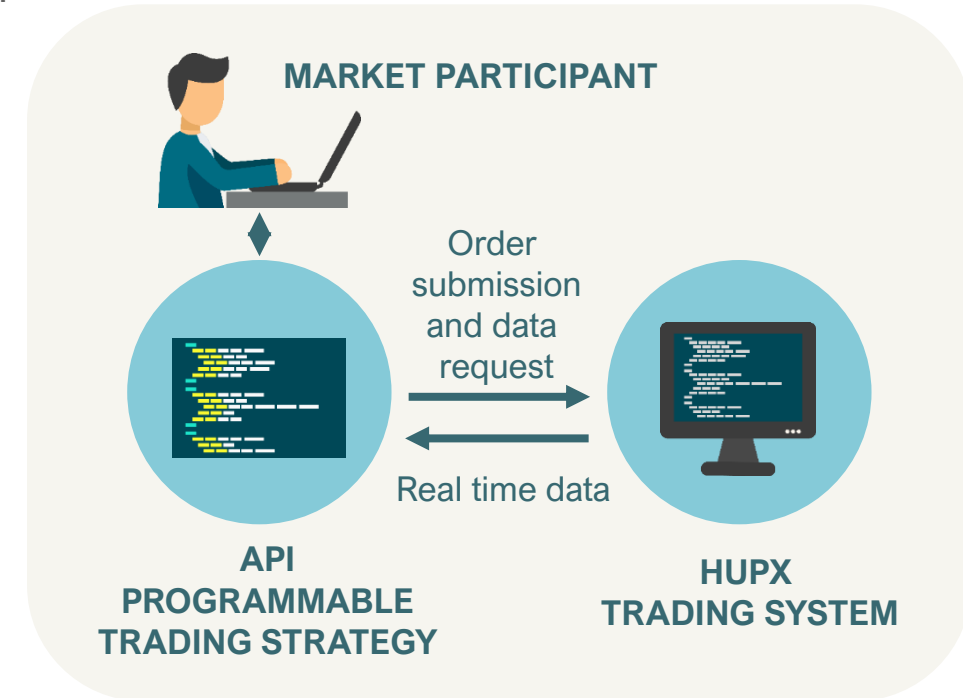 MARKET PARTICIPANT
Order
submission
and data
request
Real time data
API
PROGRAMMABLE
TRADING STRATEGY
HUPX
TRADING SYSTEM